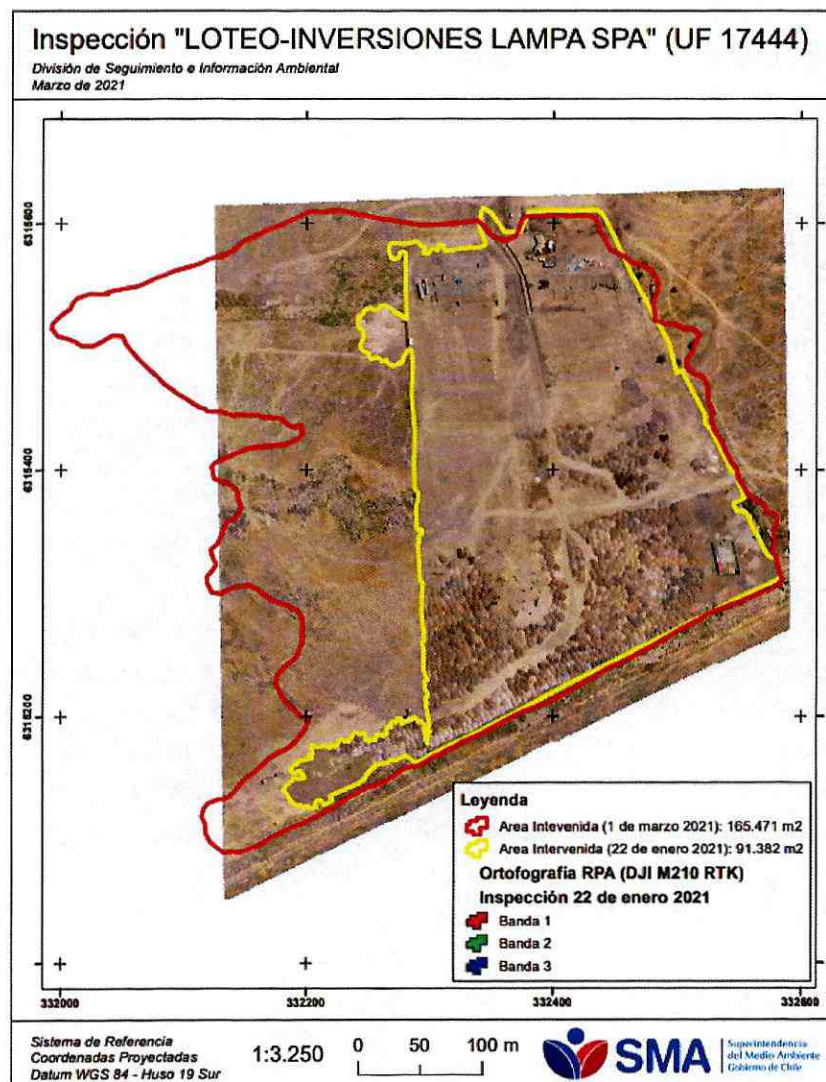 Inspección "LOTEO-INVERSIONES LAMPA SPA" (UF 17444)
División de Seguimiento e Información Ambiental
Marzo de 2021
6315600
6315400
6315200
Leyenda
Area Intevenida (1 de marzo 2021): 165.471 m2
Area Intervenida (22 de enero 2021): 91.382 m2
Ortofografía RPA (DJI M210 RTK)
Inspección 22 de enero 2021
Banda 1
Banda 2
Banda 3
332000 332200 332400 332600
Sistema de Referencia
Coordenadas Proyectadas
Datum WGS 84 - Huso 19 Sur
1:3.250
0 50 100 m
SMA
Superintendencia
del Medio Ambiente
Gobierno de Chile